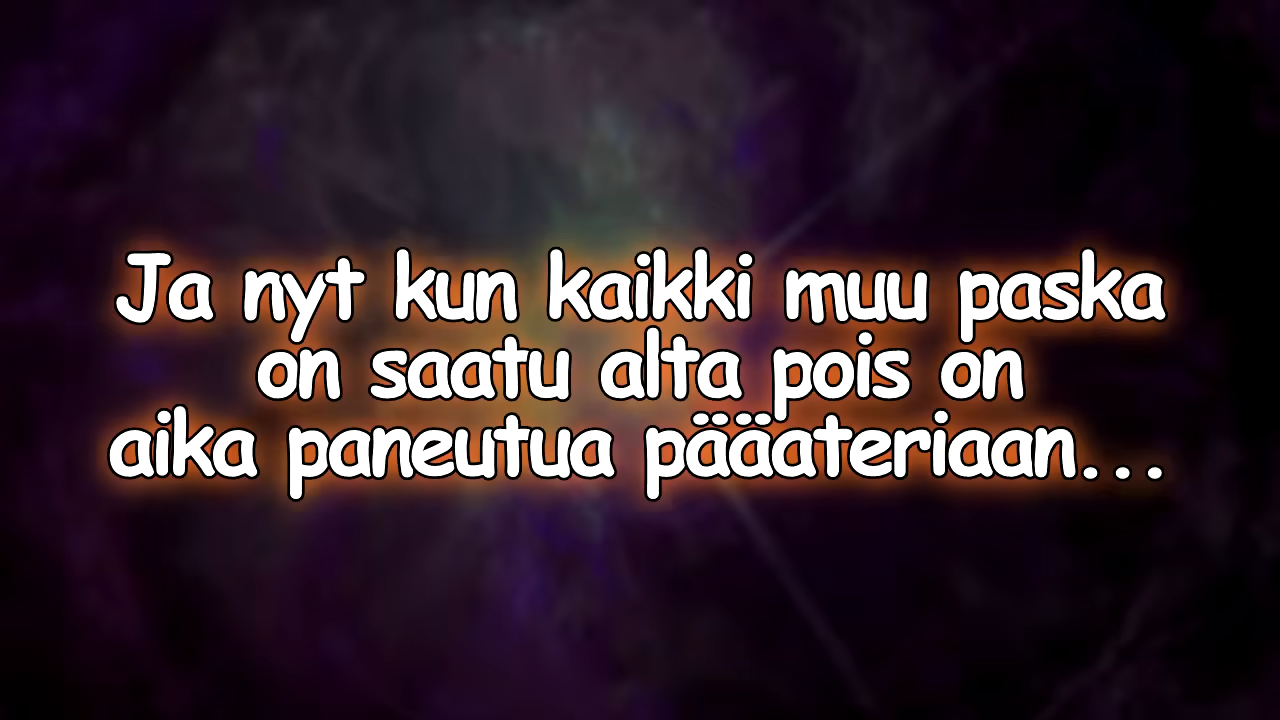 Ja nyt kun kaikki muu paska
on saatu alta pois on
aika paneutua pääateriaan...